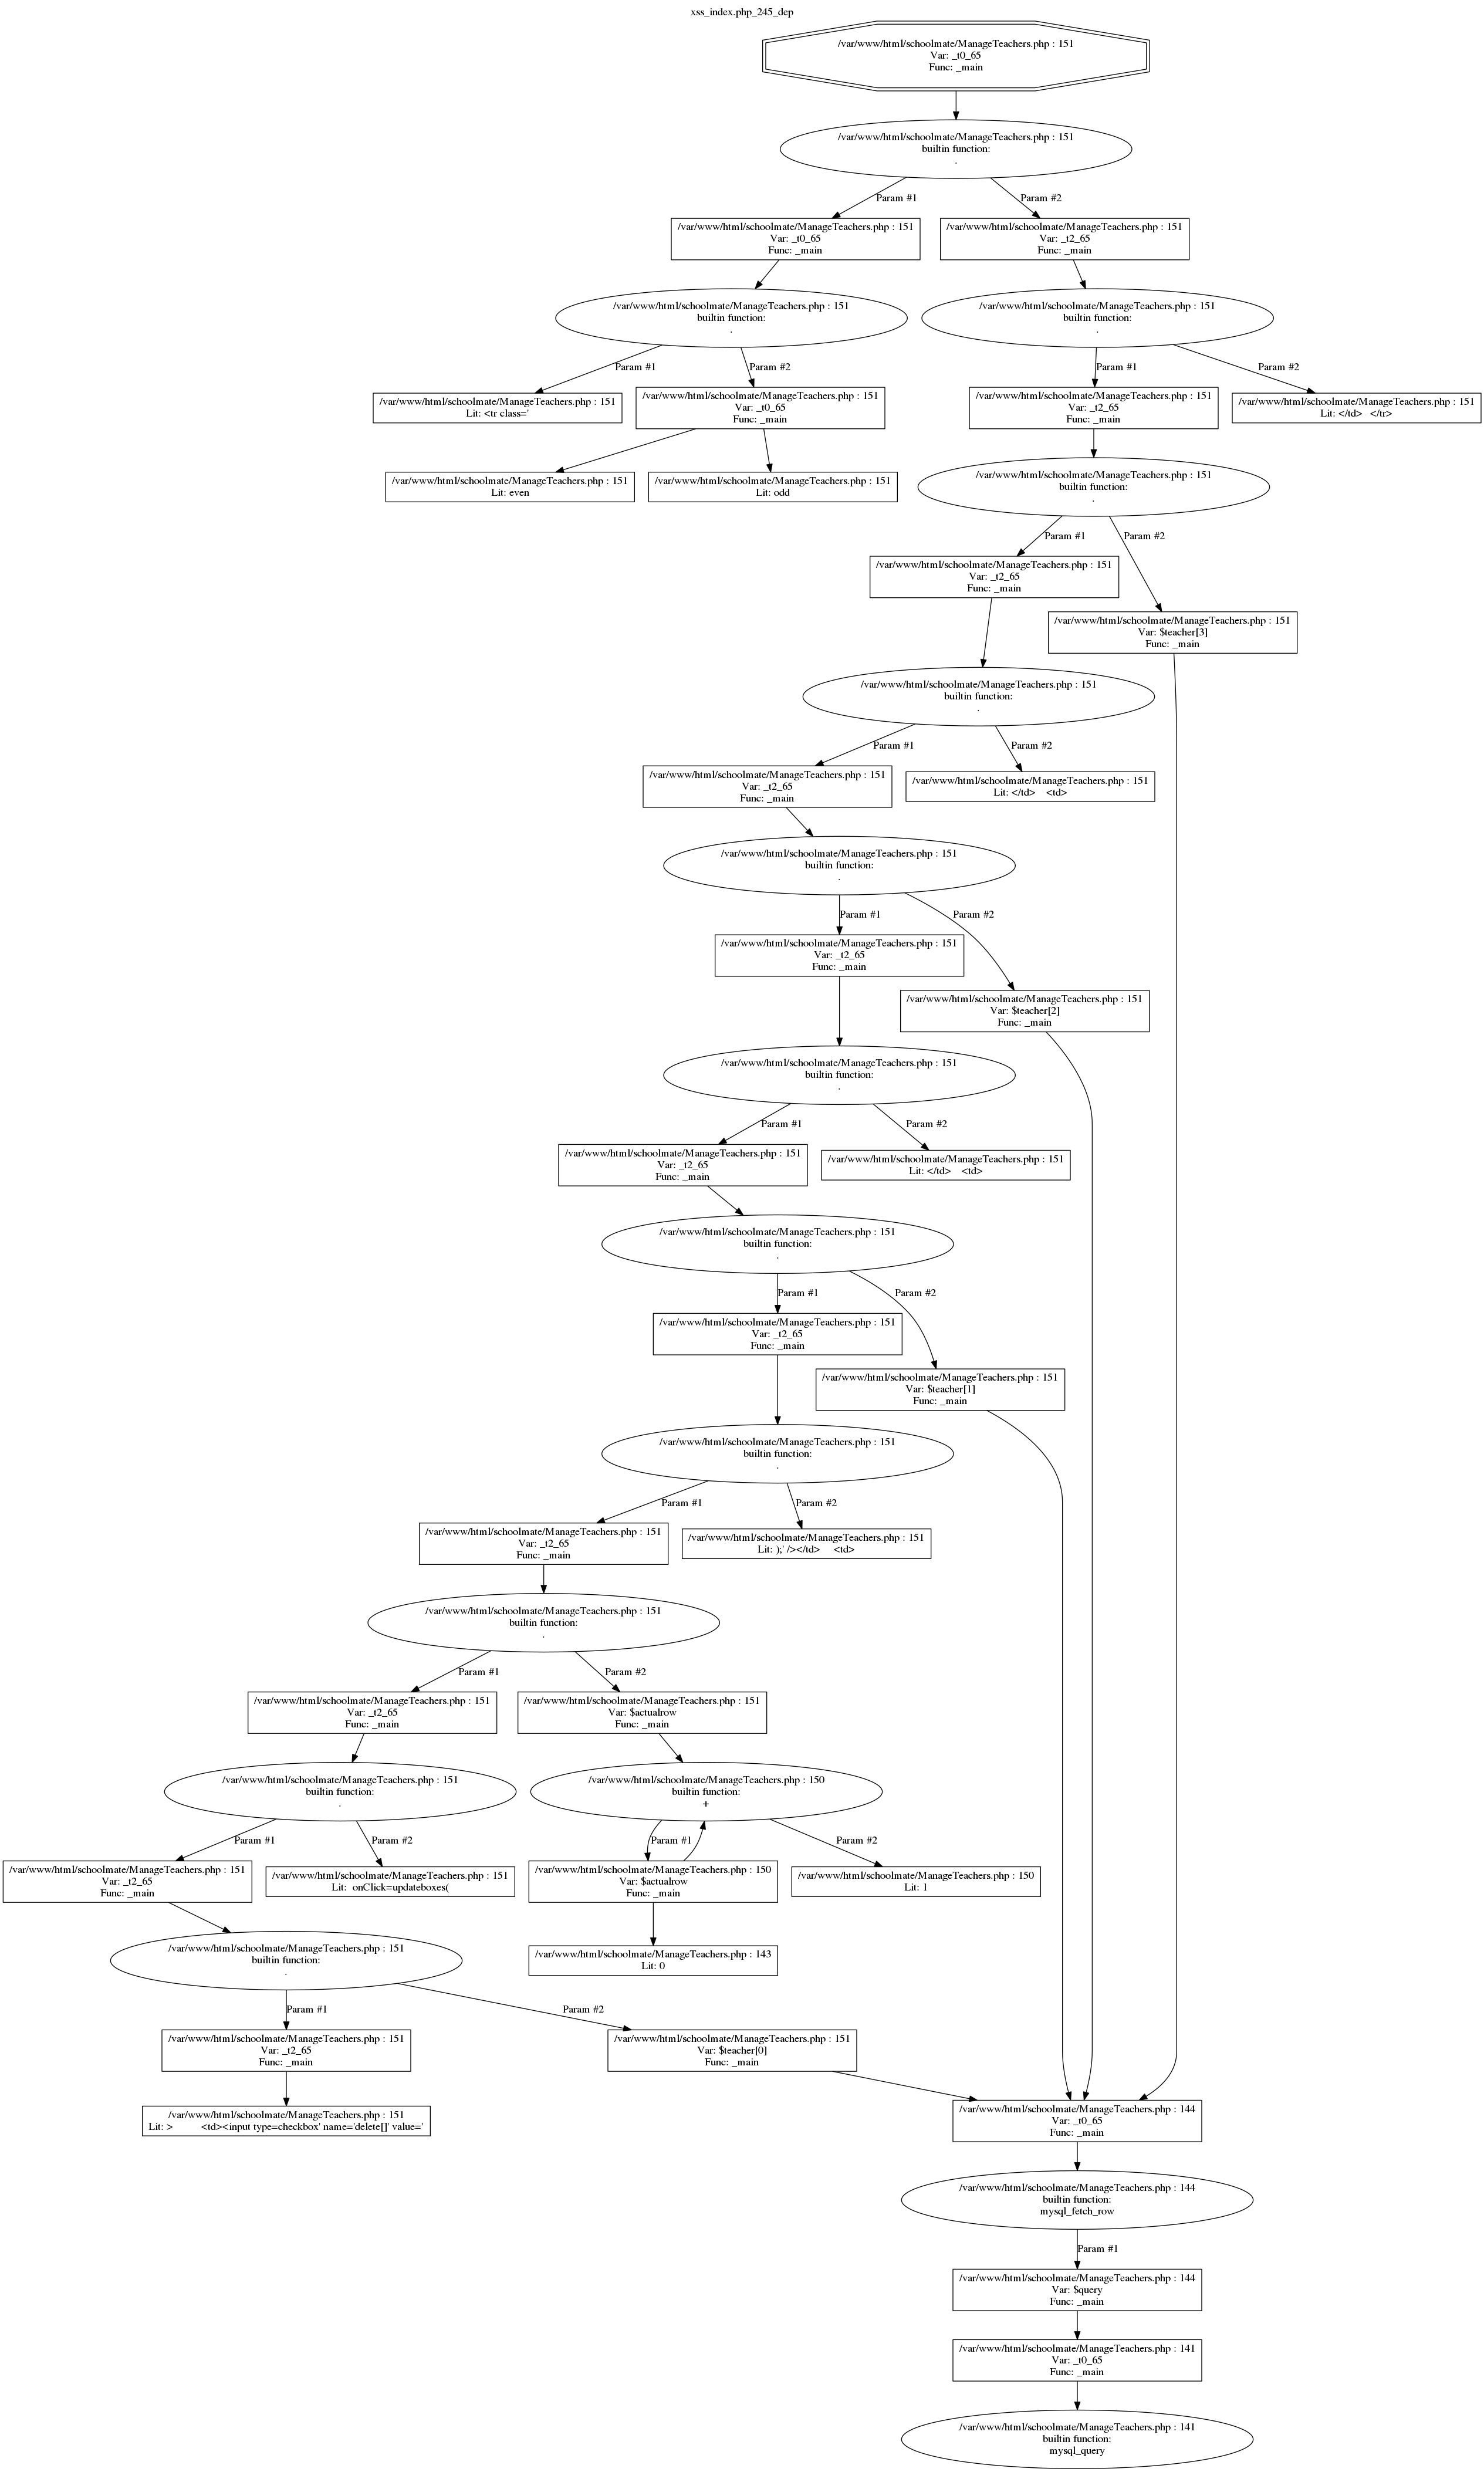 xss_index.php_245_dep
/var/www/html/schoolmate/ManageTeachers.php : 151
Var: _t0_65
Func: _main
/var/www/html/schoolmate/ManageTeachers.php : 151
builtin function:
.
Param #1
Param #2
/var/www/html/schoolmate/ManageTeachers.php : 151
Var: _t0_65
Func: _main
/var/www/html/schoolmate/ManageTeachers.php : 151
Var: _t2_65
Func: _main
/var/www/html/schoolmate/ManageTeachers.php : 151
builtin function:
.
/var/www/html/schoolmate/ManageTeachers.php : 151
builtin function:
.
Param #1
Param #2
Param #1
Param #2
/var/www/html/schoolmate/ManageTeachers.php : 151
Lit: <tr class='
/var/www/html/schoolmate/ManageTeachers.php : 151
Var: _t0_65
Func: _main
/var/www/html/schoolmate/ManageTeachers.php : 151
Var: _t2_65
Func: _main
/var/www/html/schoolmate/ManageTeachers.php : 151
Lit: </td>   </tr>
/var/www/html/schoolmate/ManageTeachers.php : 151
Lit: even
/var/www/html/schoolmate/ManageTeachers.php : 151
Lit: odd
/var/www/html/schoolmate/ManageTeachers.php : 151
builtin function:
.
Param #1
Param #2
/var/www/html/schoolmate/ManageTeachers.php : 151
Var: _t2_65
Func: _main
/var/www/html/schoolmate/ManageTeachers.php : 151
Var: $teacher[3]
Func: _main
/var/www/html/schoolmate/ManageTeachers.php : 151
builtin function:
.
Param #1
Param #2
/var/www/html/schoolmate/ManageTeachers.php : 151
Var: _t2_65
Func: _main
/var/www/html/schoolmate/ManageTeachers.php : 151
Lit: </td>    <td>
/var/www/html/schoolmate/ManageTeachers.php : 151
builtin function:
.
Param #1
Param #2
/var/www/html/schoolmate/ManageTeachers.php : 151
Var: _t2_65
Func: _main
/var/www/html/schoolmate/ManageTeachers.php : 151
Var: $teacher[2]
Func: _main
/var/www/html/schoolmate/ManageTeachers.php : 151
builtin function:
.
Param #1
Param #2
/var/www/html/schoolmate/ManageTeachers.php : 151
Var: _t2_65
Func: _main
/var/www/html/schoolmate/ManageTeachers.php : 151
Lit: </td>    <td>
/var/www/html/schoolmate/ManageTeachers.php : 151
builtin function:
.
Param #1
Param #2
/var/www/html/schoolmate/ManageTeachers.php : 151
Var: _t2_65
Func: _main
/var/www/html/schoolmate/ManageTeachers.php : 151
Var: $teacher[1]
Func: _main
/var/www/html/schoolmate/ManageTeachers.php : 151
builtin function:
.
Param #1
Param #2
/var/www/html/schoolmate/ManageTeachers.php : 151
Var: _t2_65
Func: _main
/var/www/html/schoolmate/ManageTeachers.php : 151
Lit: );' /></td>     <td>
/var/www/html/schoolmate/ManageTeachers.php : 151
builtin function:
.
Param #1
Param #2
/var/www/html/schoolmate/ManageTeachers.php : 151
Var: _t2_65
Func: _main
/var/www/html/schoolmate/ManageTeachers.php : 151
Var: $actualrow
Func: _main
/var/www/html/schoolmate/ManageTeachers.php : 151
builtin function:
.
/var/www/html/schoolmate/ManageTeachers.php : 150
builtin function:
+
Param #1
Param #2
Param #1
Param #2
/var/www/html/schoolmate/ManageTeachers.php : 151
Var: _t2_65
Func: _main
/var/www/html/schoolmate/ManageTeachers.php : 151
Lit:  onClick=updateboxes(
/var/www/html/schoolmate/ManageTeachers.php : 150
Var: $actualrow
Func: _main
/var/www/html/schoolmate/ManageTeachers.php : 150
Lit: 1
/var/www/html/schoolmate/ManageTeachers.php : 151
builtin function:
.
/var/www/html/schoolmate/ManageTeachers.php : 143
Lit: 0
Param #1
Param #2
/var/www/html/schoolmate/ManageTeachers.php : 151
Var: _t2_65
Func: _main
/var/www/html/schoolmate/ManageTeachers.php : 151
Var: $teacher[0]
Func: _main
/var/www/html/schoolmate/ManageTeachers.php : 151
Lit: >          <td><input type=checkbox' name='delete[]' value='
/var/www/html/schoolmate/ManageTeachers.php : 144
Var: _t0_65
Func: _main
/var/www/html/schoolmate/ManageTeachers.php : 144
builtin function:
mysql_fetch_row
Param #1
/var/www/html/schoolmate/ManageTeachers.php : 144
Var: $query
Func: _main
/var/www/html/schoolmate/ManageTeachers.php : 141
Var: _t0_65
Func: _main
/var/www/html/schoolmate/ManageTeachers.php : 141
builtin function:
mysql_query